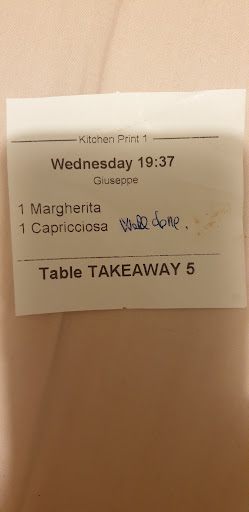 Kitchen Print 1
Wednesday 19:37
Giuseppe
1 Margherita
1 Capricciosa well done.
Table TAKEAWAY 5